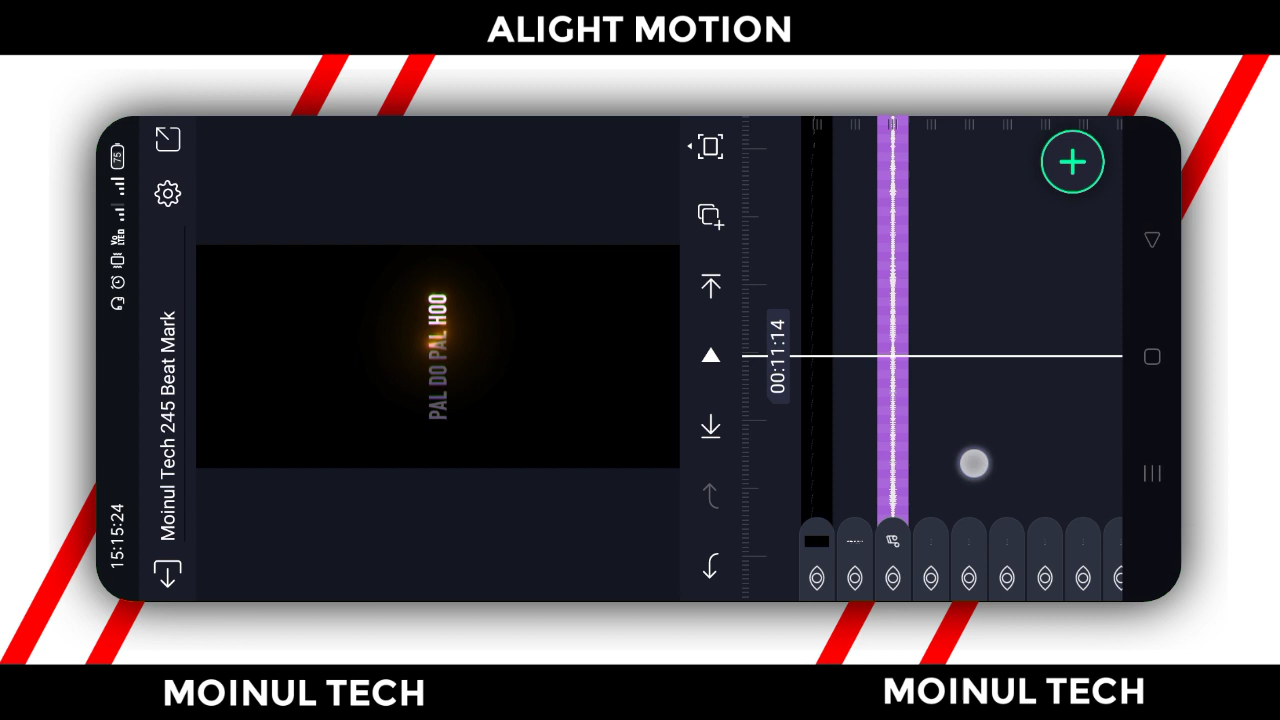 ALIGHT MOTION
15:15:24
75
Moinul Tech 245 Beat Mark
PAL DO PAL HOO
00:11:14
MOINUL TECH
MOINUL TECH